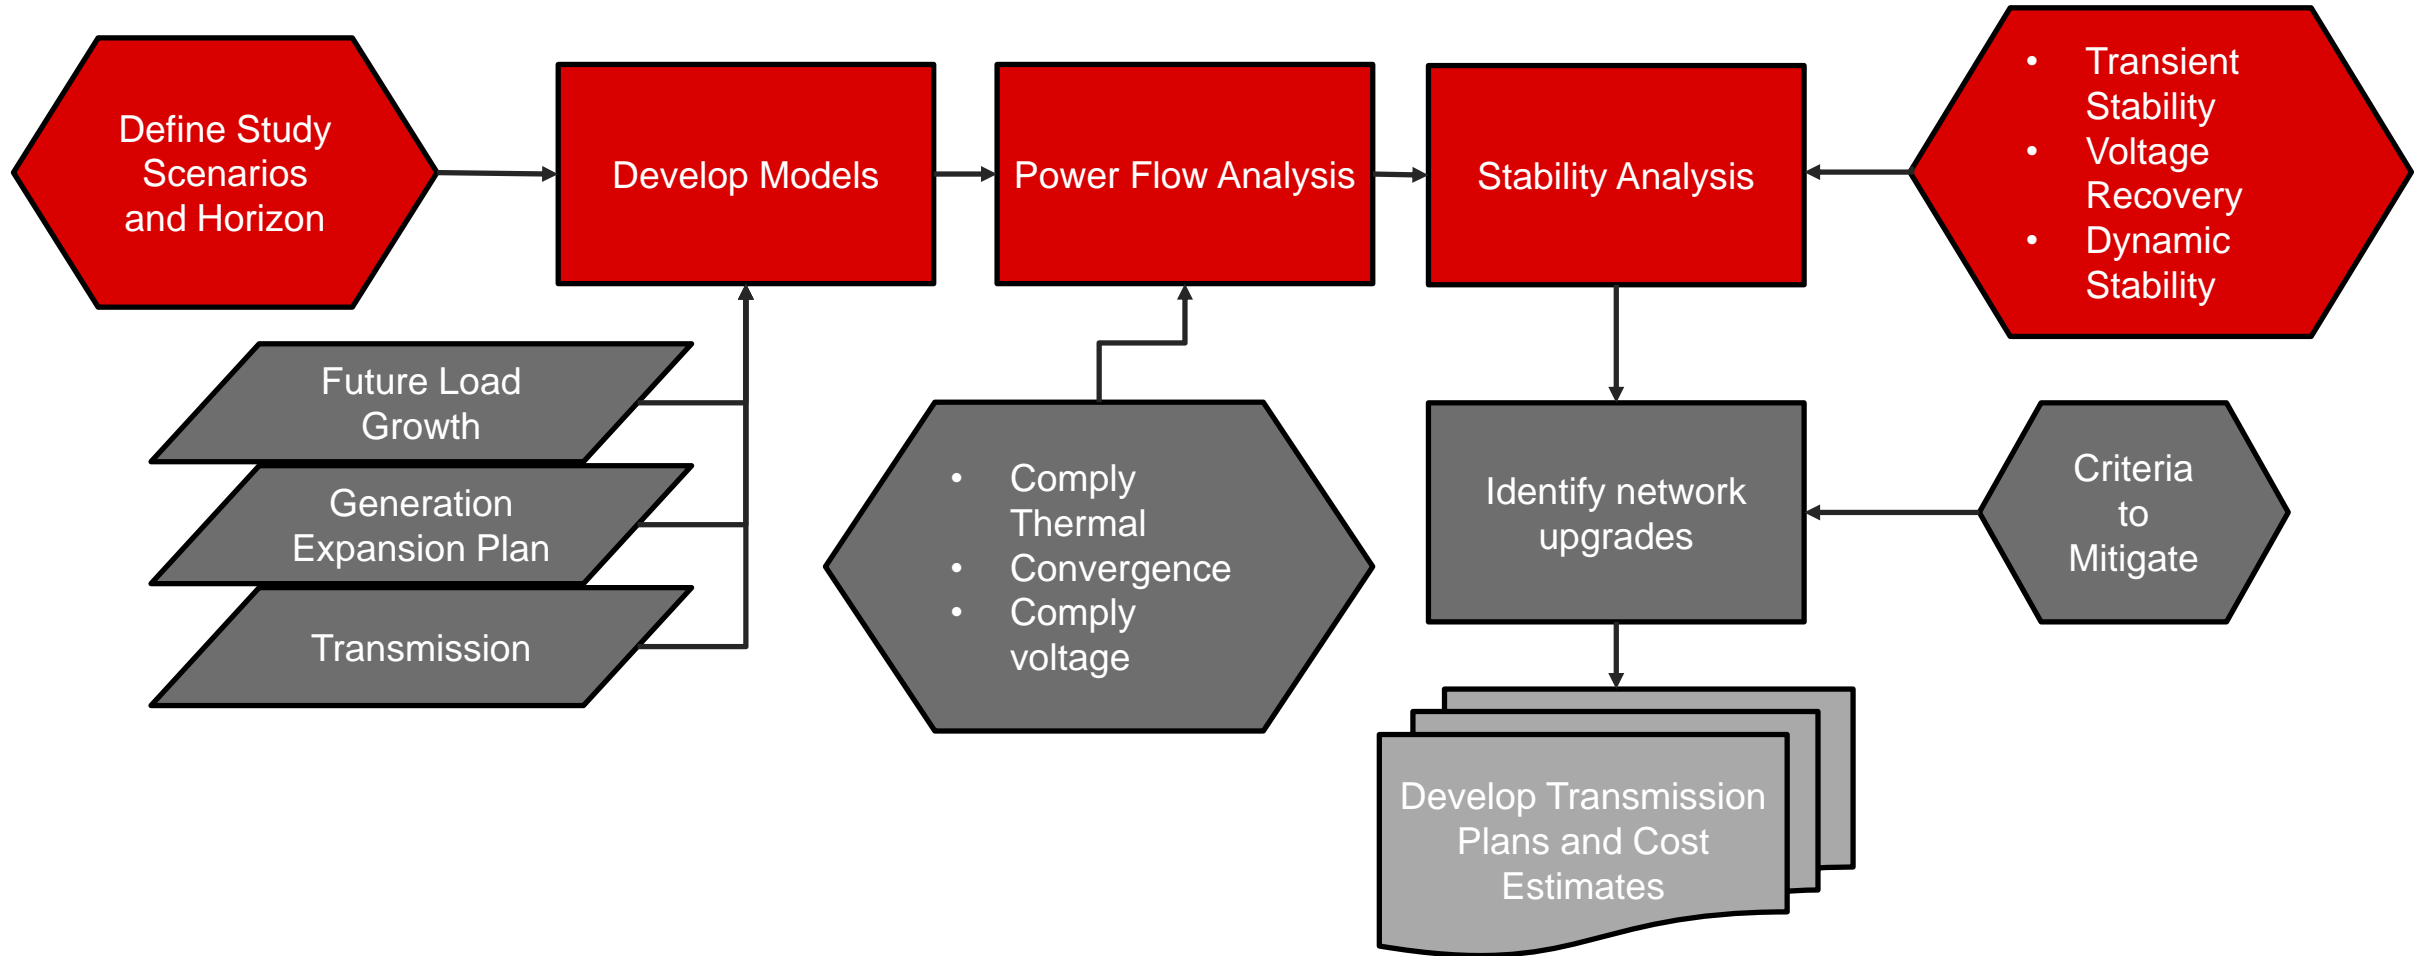 Define Study
Scenarios
and Horizon
Develop Models
Power Flow Analysis
Stability Analysis
• Transient
Stability
• Voltage
Recovery
• Dynamic
Stability
Future Load
Growth
Generation
Expansion Plan
Transmission
• Comply
Thermal
• Convergence
• Comply
voltage
Identify network
upgrades
Criteria
to
Mitigate
Develop Transmission
Plans and Cost
Estimates